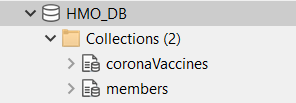 HMO_DB
Collections (2)
coronaVaccines
members